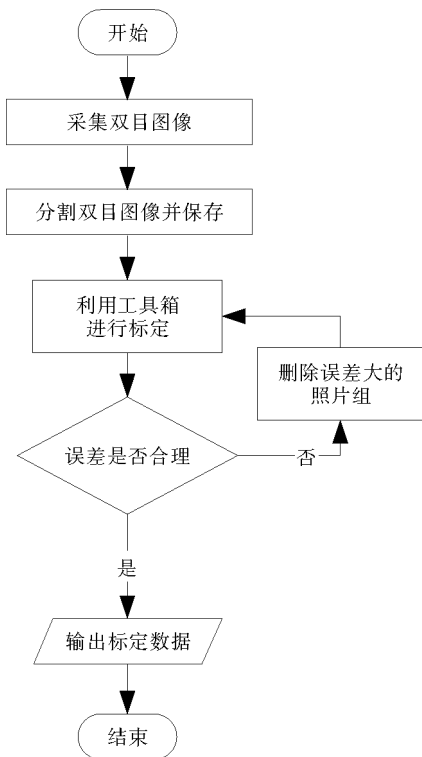 开始
采集双目图像
分割双目图像并保存
利用工具箱
进行标定
删除误差大的
照片组
误差是否合理
否
是
输出标定数据
结束